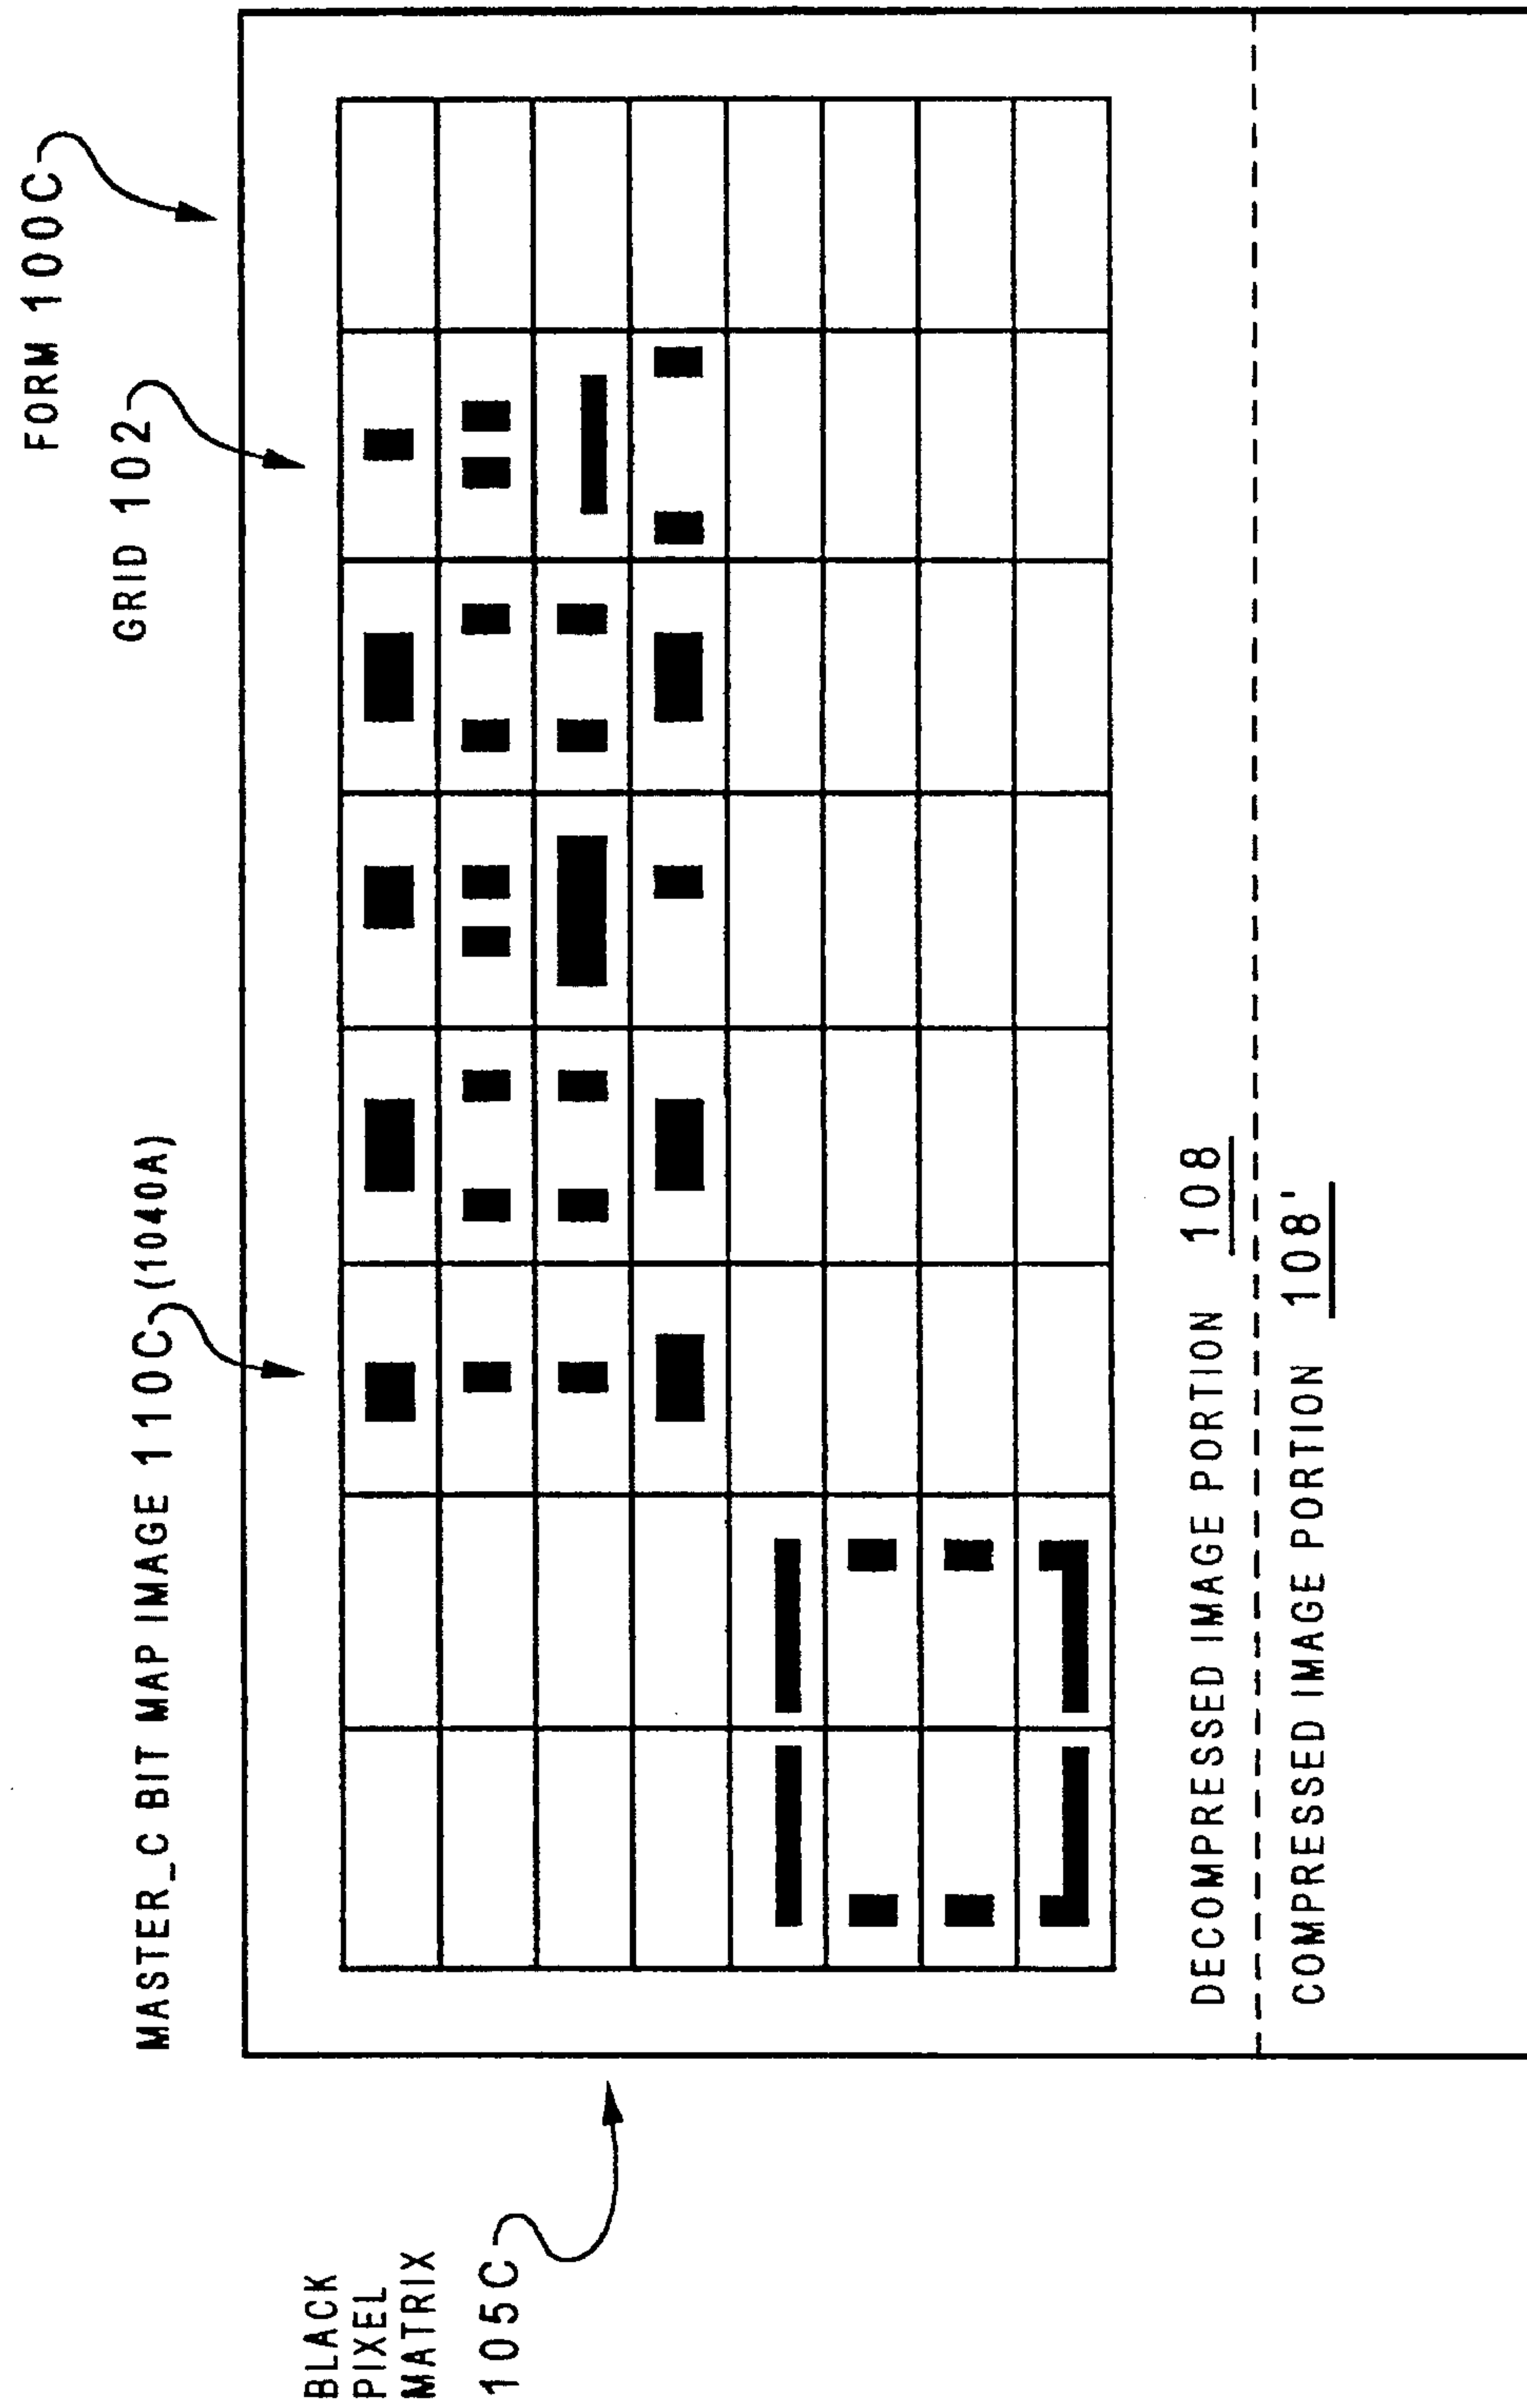 FORM 100C
GRID 102
MASTER_C BIT MAP IMAGE 110C (1040A)
BLACK
PIXEL
MATRIX
105C
DECOMPRESSED IMAGE PORTION 108
COMPRESSED IMAGE PORTION 108'